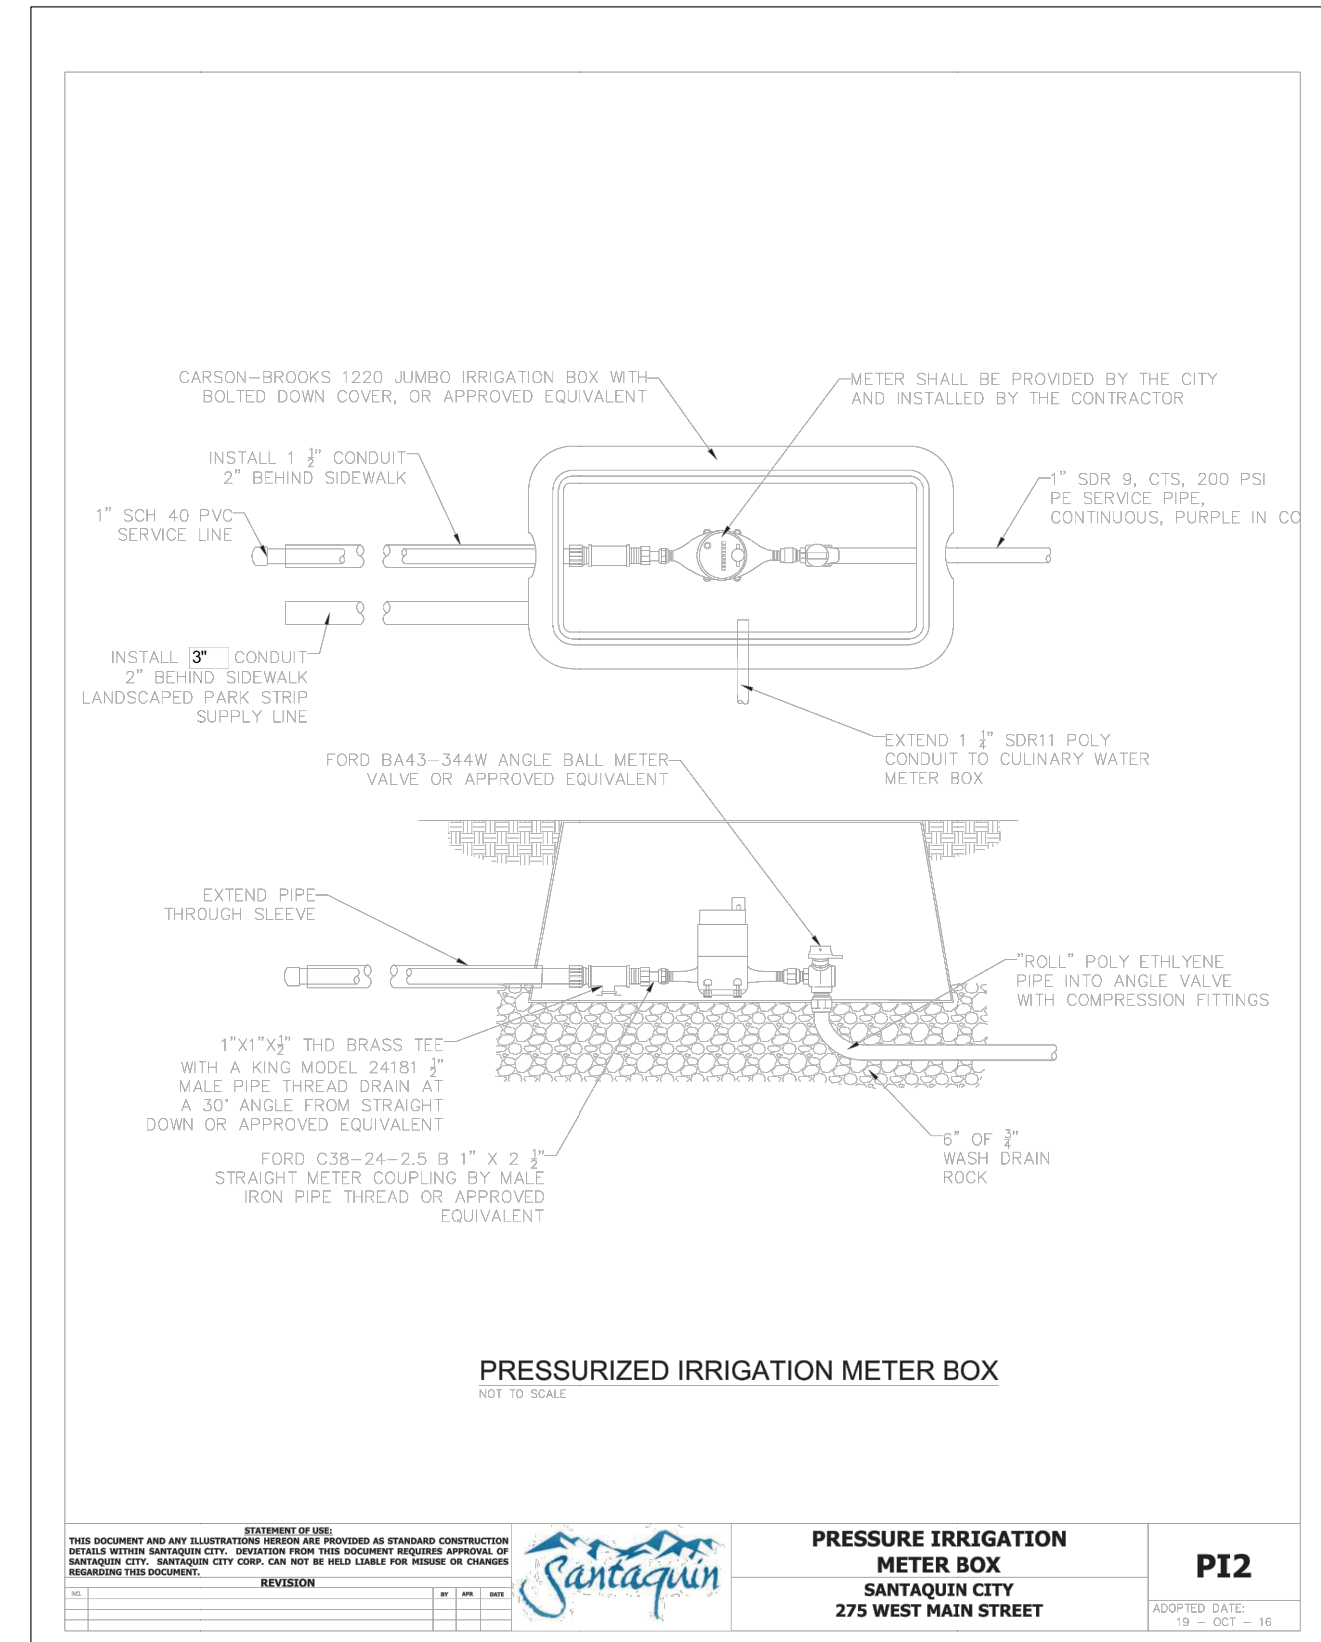 CARSON-BROOKS 1220 JUMBO IRRIGATION BOX WITH
BOLTED DOWN COVER, OR APPROVED EQUIVALENT
METER SHALL BE PROVIDED BY THE CITY
AND INSTALLED BY THE CONTRACTOR
INSTALL 1 1/2" CONDUIT
2" BEHIND SIDEWALK
1" SCH 40 PVC
SERVICE LINE
1" SDR 9, CTS, 200 PSI
PE SERVICE PIPE,
CONTINUOUS, PURPLE IN CO
INSTALL 3" CONDUIT
2" BEHIND SIDEWALK
LANDSCAPED PARK STRIP
SUPPLY LINE
EXTEND 1 1/4" SDR11 POLY
CONDUIT TO CULINARY WATER
METER BOX
FORD BA43-344W ANGLE BALL METER
VALVE OR APPROVED EQUIVALENT
EXTEND PIPE
THROUGH SLEEVE
"ROLL" POLY ETHLYENE
PIPE INTO ANGLE VALVE
WITH COMPRESSION FITTINGS
1"X1"X1/2" THD BRASS TEE
WITH A KING MODEL 24181 1/2"
MALE PIPE THREAD DRAIN AT
A 30° ANGLE FROM STRAIGHT
DOWN OR APPROVED EQUIVALENT
6" OF 3/4"
WASH DRAIN
ROCK
FORD C38-24-2.5 B 1" X 2 1/2"
STRAIGHT METER COUPLING BY MALE
IRON PIPE THREAD OR APPROVED
EQUIVALENT
PRESSURIZED IRRIGATION METER BOX
NOT TO SCALE
STATEMENT OF USE:
THIS DOCUMENT AND ANY ILLUSTRATIONS HEREON ARE PROVIDED AS STANDARD CONSTRUCTION
DETAILS WITHIN SANTAQUIN CITY. DEVIATION FROM THIS DOCUMENT REQUIRES APPROVAL OF
SANTAQUIN CITY. SANTAQUIN CITY CORP. CAN NOT BE HELD LIABLE FOR MISUSE OR CHANGES
REGARDING THIS DOCUMENT.
REVISION
NO. BY APR. DATE
Santaquin
PRESSURE IRRIGATION
METER BOX
SANTAQUIN CITY
275 WEST MAIN STREET
PI2
ADOPTED DATE:
19 - OCT - 16